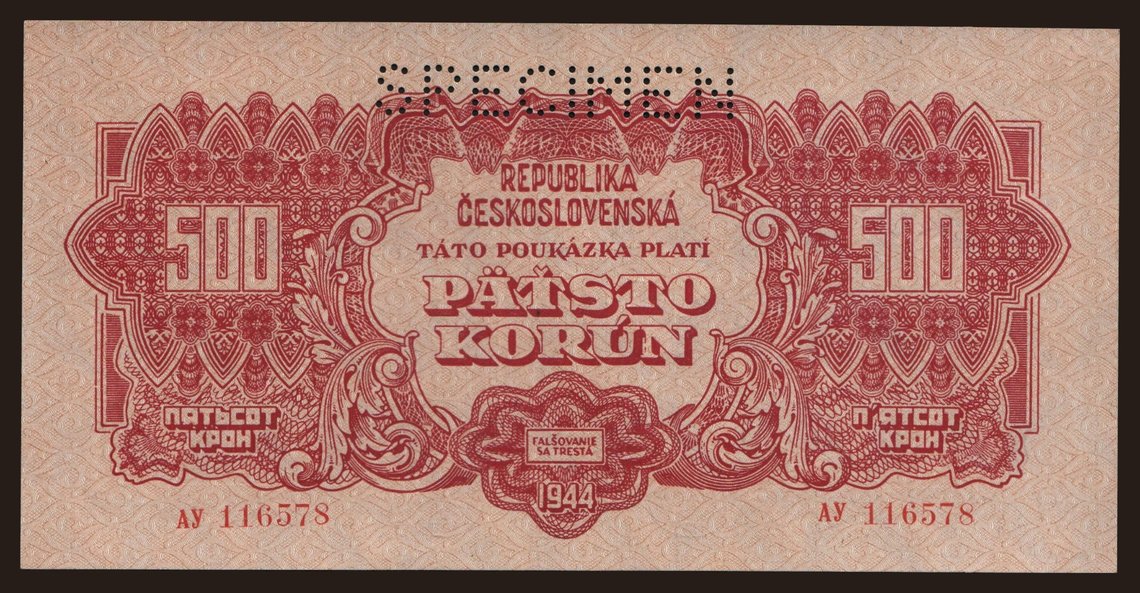 SPECIMEN
REPUBLIKA
ČESKOSLOVENSKÁ
TÁTO POUKÁZKA PLATÍ
PÄŤSTO
KORÚN
500
500
ПАТЬСОТ
КРОН
П'ЯТСОТ
КРОН
FALŠOVANIE
SA TRESTÁ
1944
АУ 116578
АУ 116578